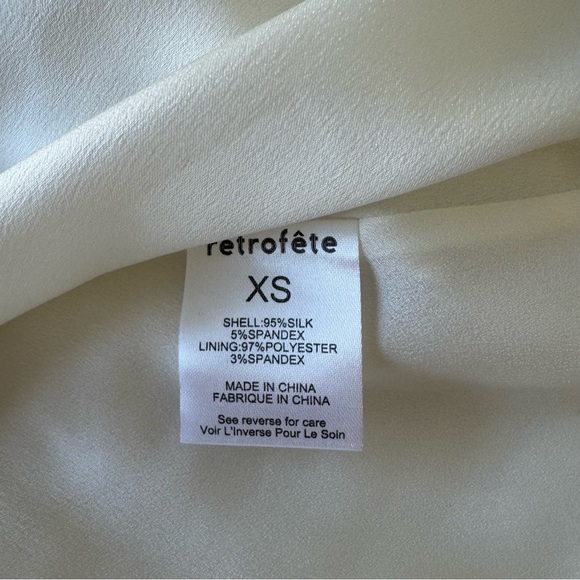 retrofête
XS
SHELL:95%SILK
5%SPANDEX
LINING:97%POLYESTER
3%SPANDEX
MADE IN CHINA
FABRIQUE IN CHINA
See reverse for care
Voir L'Inverse Pour Le Soin